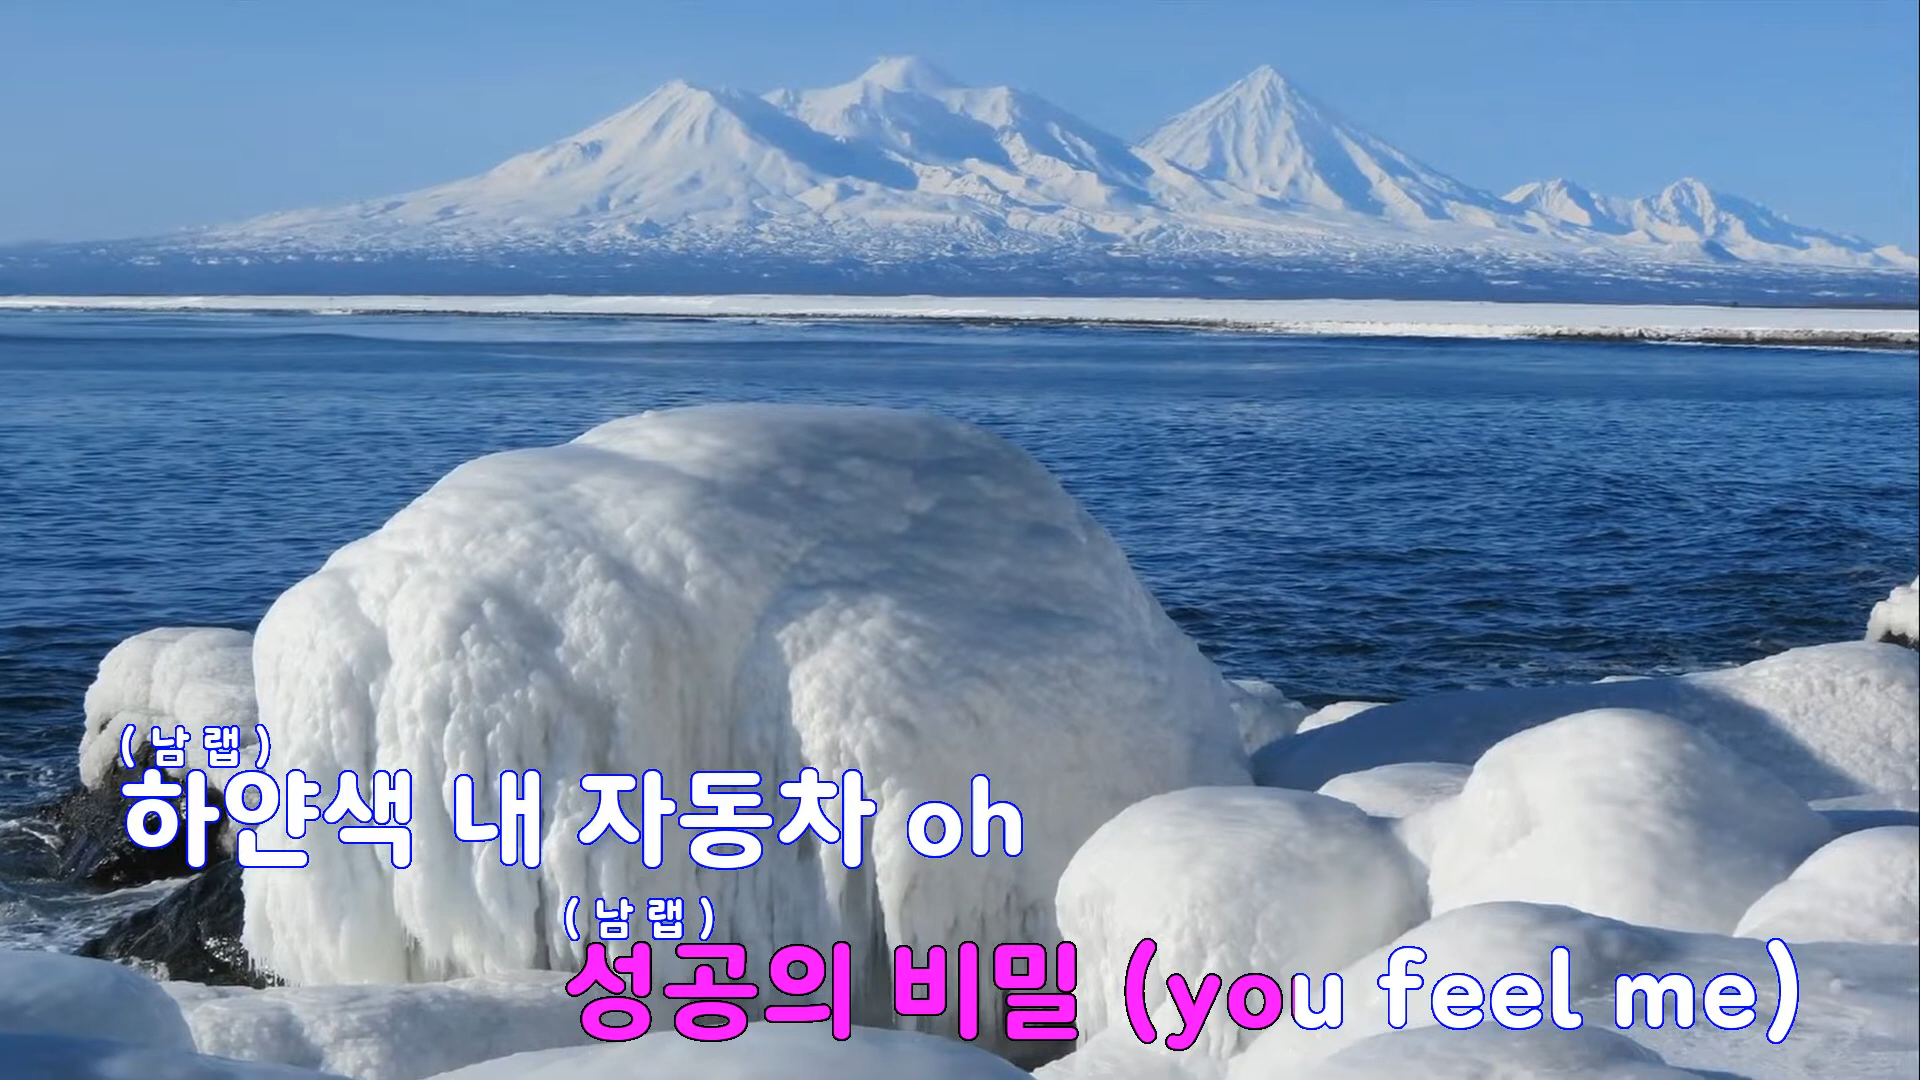 (남 랩)
하얀색 내 자동차 oh
(남 랩)
성공의 비밀 (you feel me)